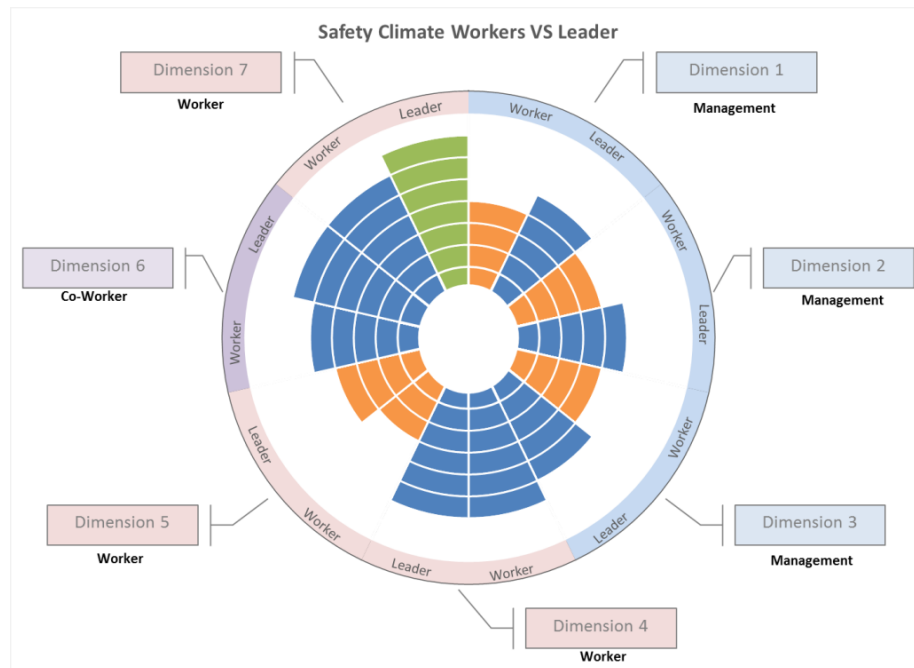 Safety Climate Workers VS Leader
Dimension 7
Worker
Dimension 1
Management
Leader
Worker
Worker
Leader
Dimension 6
Co-Worker
Leader
Worker
Dimension 2
Management
Worker
Leader
Dimension 5
Worker
Leader
Worker
Dimension 3
Management
Worker
Leader
Leader
Worker
Dimension 4
Worker